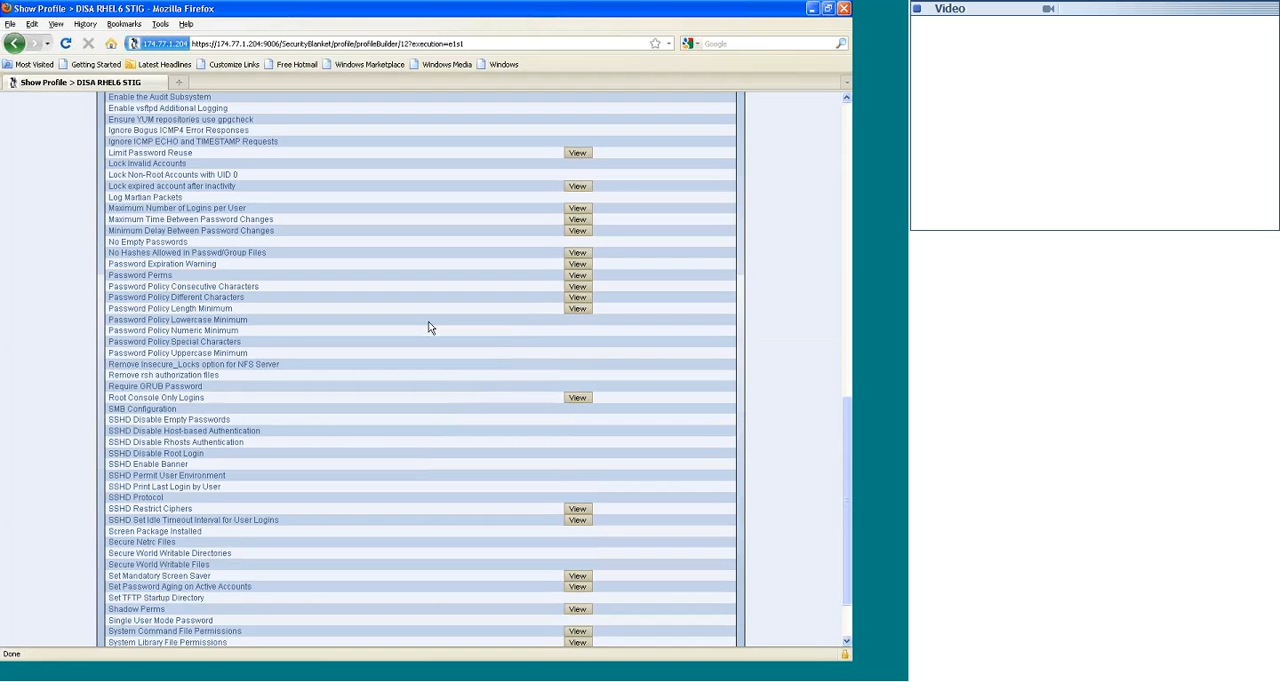 Show Profile > DISA RHEL6 STIG - Mozilla Firefox
File Edit View History Bookmarks Tools Help
174.77.1.204 https://174.77.1.204:9006/SecurityBlanket/profile/profileBuilder/12?execution=e1s1 Google
Most Visited Getting Started Latest Headlines Customize Links Free Hotmail Windows Marketplace Windows Media Windows
Show Profile > DISA RHEL6 STIG
Enable the Audit Subsystem
Enable vsftpd Additional Logging
Ensure YUM repositories use gpgcheck
Ignore Bogus ICMP4 Error Responses
Ignore ICMP ECHO and TIMESTAMP Requests
Limit Password Reuse View
Lock Invalid Accounts
Lock Non-Root Accounts with UID 0
Lock expired account after inactivity View
Log Martian Packets
Maximum Number of Logins per User View
Maximum Time Between Password Changes View
Minimum Delay Between Password Changes View
No Empty Passwords
No Hashes Allowed in Passwd/Group Files View
Password Expiration Warning View
Password Perms View
Password Policy Consecutive Characters View
Password Policy Different Characters View
Password Policy Length Minimum View
Password Policy Lowercase Minimum
Password Policy Numeric Minimum
Password Policy Special Characters
Password Policy Uppercase Minimum
Remove Insecure_Locks option for NFS Server
Remove rsh authorization files
Require GRUB Password
Root Console Only Logins View
SMB Configuration
SSHD Disable Empty Passwords
SSHD Disable Host-based Authentication
SSHD Disable Rhosts Authentication
SSHD Disable Root Login
SSHD Enable Banner
SSHD Permit User Environment
SSHD Print Last Login by User
SSHD Protocol
SSHD Restrict Ciphers View
SSHD Set Idle Timeout Interval for User Logins View
Screen Package Installed
Secure Netrc Files
Secure World Writable Directories
Secure World Writable Files
Set Mandatory Screen Saver View
Set Password Aging on Active Accounts View
Set TFTP Startup Directory
Shadow Perms View
Single User Mode Password
System Command File Permissions View
System Library File Permissions View
Done
Video